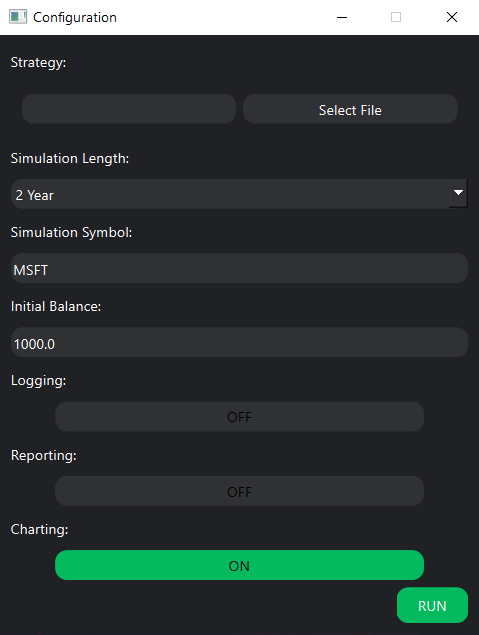 Configuration
Strategy:
Select File
Simulation Length:
2 Year
Simulation Symbol:
MSFT
Initial Balance:
1000.0
Logging:
OFF
Reporting:
OFF
Charting:
ON
RUN